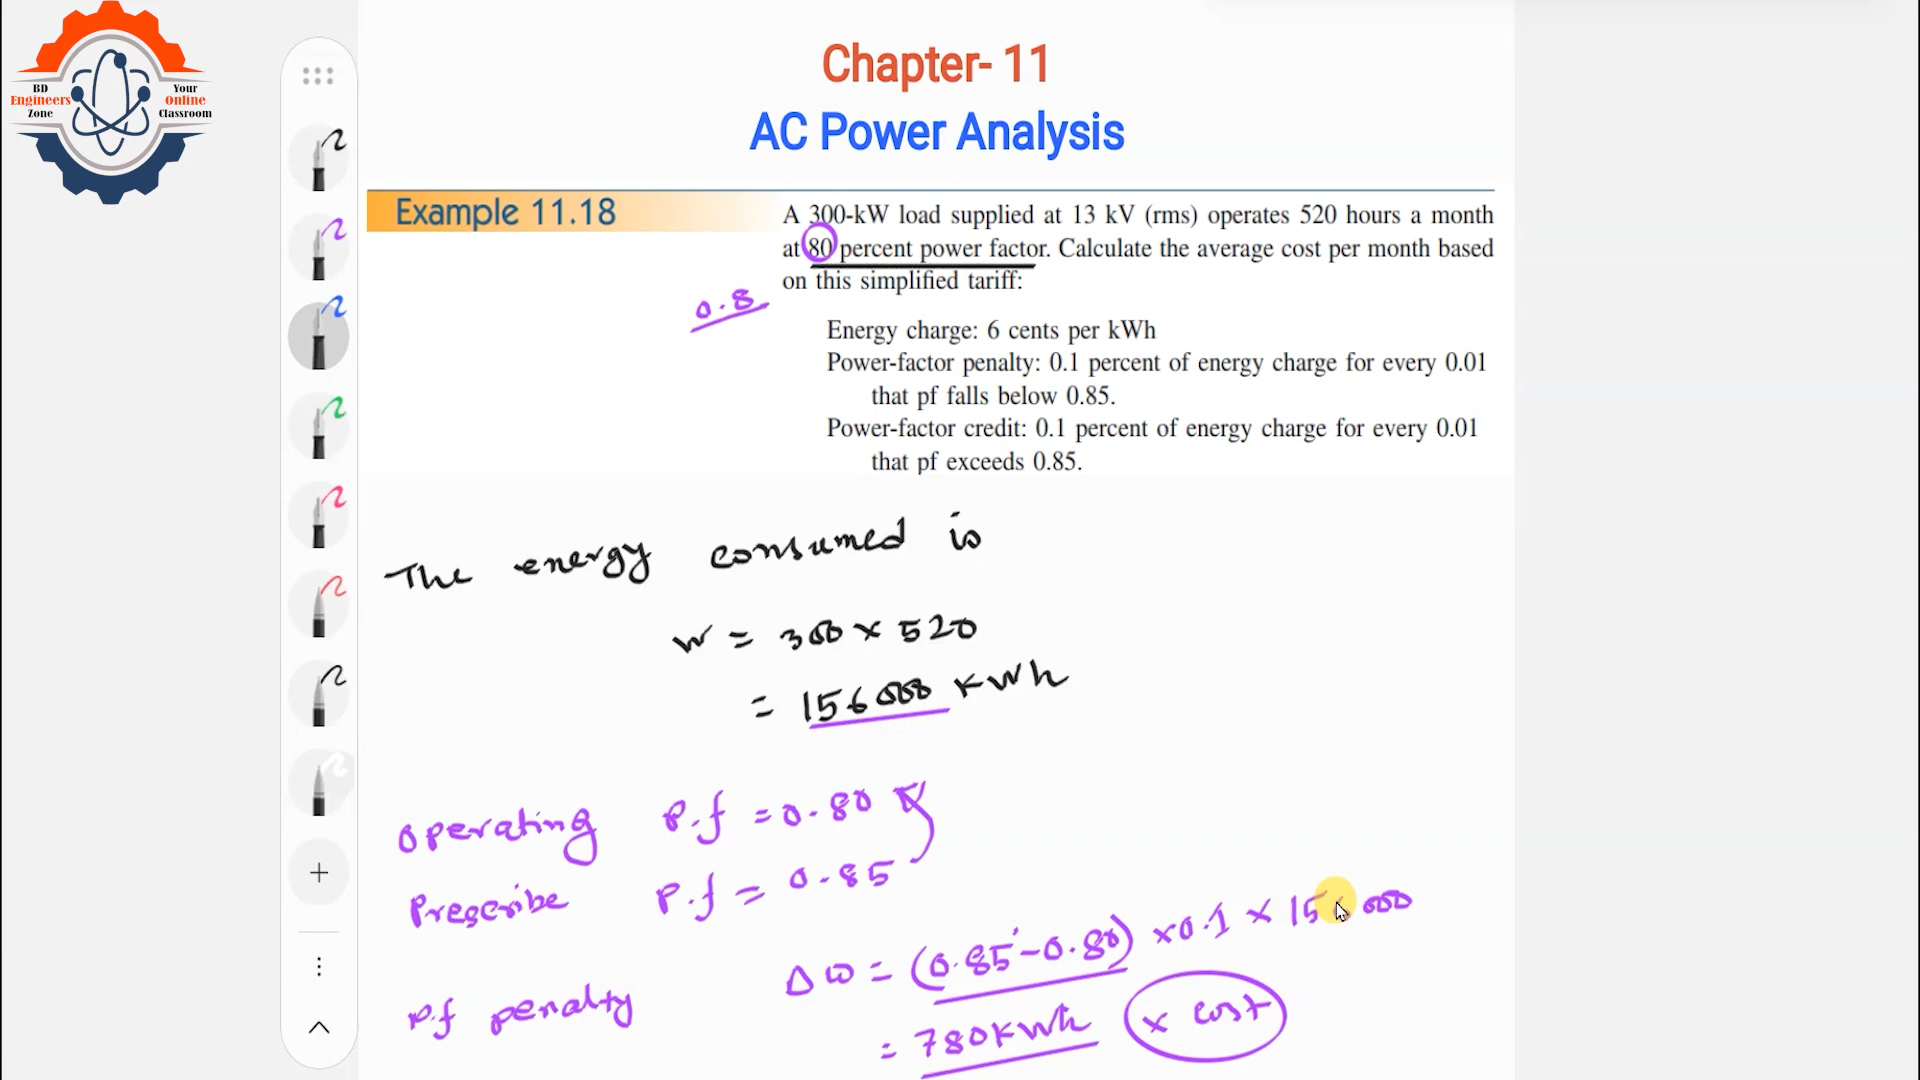 BD
Engineers
Zone
Your
Online
Classroom
Chapter- 11
AC Power Analysis
Example 11.18
A 300-kW load supplied at 13 kV (rms) operates 520 hours a month
at 80 percent power factor. Calculate the average cost per month based
on this simplified tariff:
0.8
Energy charge: 6 cents per kWh
Power-factor penalty: 0.1 percent of energy charge for every 0.01
that pf falls below 0.85.
Power-factor credit: 0.1 percent of energy charge for every 0.01
that pf exceeds 0.85.
The energy consumed is
W = 300 × 520
= 156000 KWh
Operating P.f = 0.80
Prescribe P.f = 0.85
P.f penalty Δω = (0.85 - 0.80) × 0.1 × 156000
= 780 KWh × cost